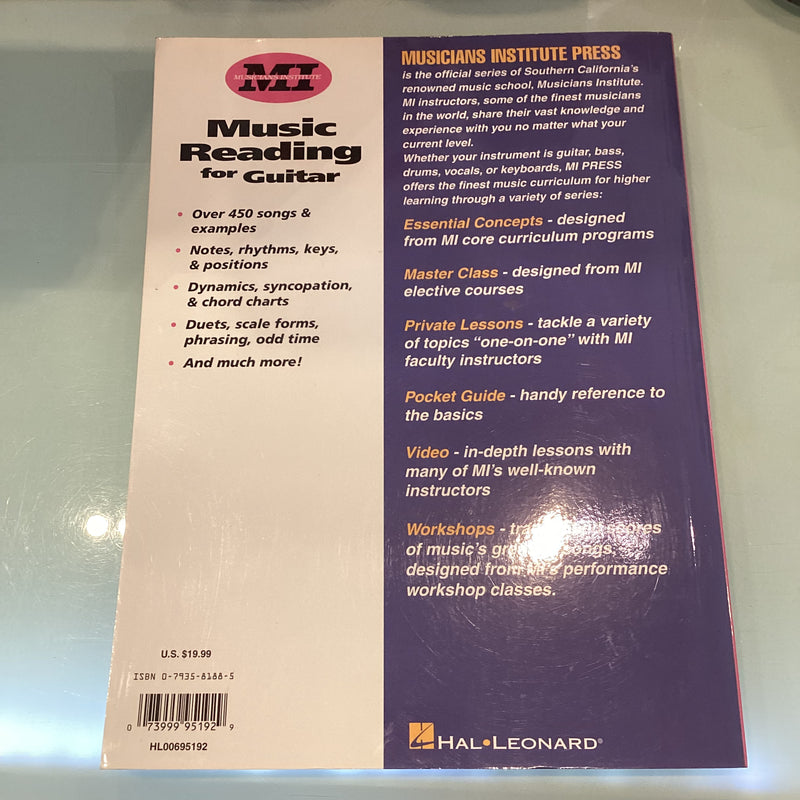 MI
MUSICIANS INSTITUTE
Music
Reading
for Guitar
• Over 450 songs &
examples
• Notes, rhythms, keys,
& positions
• Dynamics, syncopation,
& chord charts
• Duets, scale forms,
phrasing, odd time
• And much more!
U.S. $19.99
ISBN 0-7935-8188-5
0 73999 95192 9
HL00695192
MUSICIANS INSTITUTE PRESS
is the official series of Southern California's
renowned music school, Musicians Institute.
MI instructors, some of the finest musicians
in the world, share their vast knowledge and
experience with you no matter what your
current level.
Whether your instrument is guitar, bass,
drums, vocals, or keyboards, MI PRESS
offers the finest music curriculum for higher
learning through a variety of series:
Essential Concepts - designed
from MI core curriculum programs
Master Class - designed from MI
elective courses
Private Lessons - tackle a variety
of topics "one-on-one" with MI
faculty instructors
Pocket Guide - handy reference to
the basics
Video - in-depth lessons with
many of MI's well-known
instructors
Workshops - scores
of music's songs,
designed from MI's performance
workshop classes.
HAL•LEONARD®